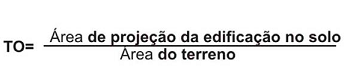 Área de projeção da edificação no solo
TO=
Área do terreno